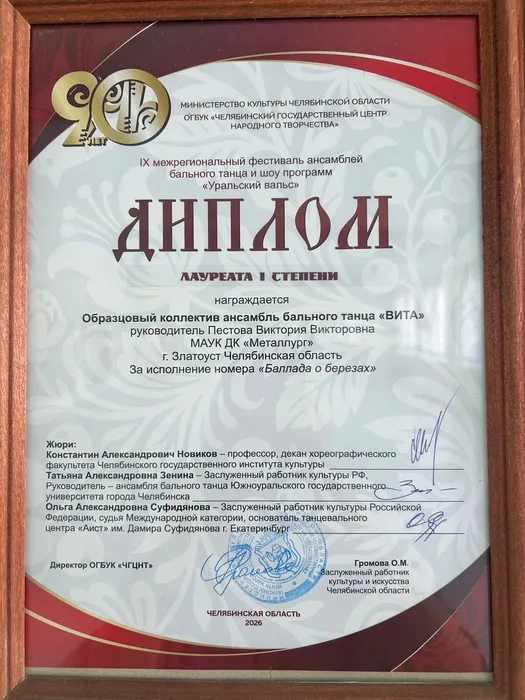 90 ЛЕТ
МИНИСТЕРСТВО КУЛЬТУРЫ ЧЕЛЯБИНСКОЙ ОБЛАСТИ
ОГБУК «ЧЕЛЯБИНСКИЙ ГОСУДАРСТВЕННЫЙ ЦЕНТР
НАРОДНОГО ТВОРЧЕСТВА»
IX межрегиональный фестиваль ансамблей
бального танца и шоу программ
«Уральский вальс»
ДИПЛОМ
ЛАУРЕАТА I СТЕПЕНИ
награждается
Образцовый коллектив ансамбль бального танца «ВИТА»
руководитель Пестова Виктория Викторовна
МАУК ДК «Металлург»
г. Златоуст Челябинская область
За исполнение номера «Баллада о березах»
Жюри:
Константин Александрович Новиков – профессор, декан хореографического
факультета Челябинского государственного института культуры
Татьяна Александровна Зенина – Заслуженный работник культуры РФ,
Руководитель – ансамбля бального танца Южноуральского государственного
университета города Челябинска
Ольга Александровна Суфидянова – Заслуженный работник культуры Российской
Федерации, судья Международной категории, основатель танцевального
центра «Аист» им. Дамира Суфидянова г. Екатеринбург
Директор ОГБУК «ЧГЦНТ»
Громова О.М.
Заслуженный работник
культуры и искусства
Челябинской области
ЧЕЛЯБИНСКАЯ ОБЛАСТЬ
2026